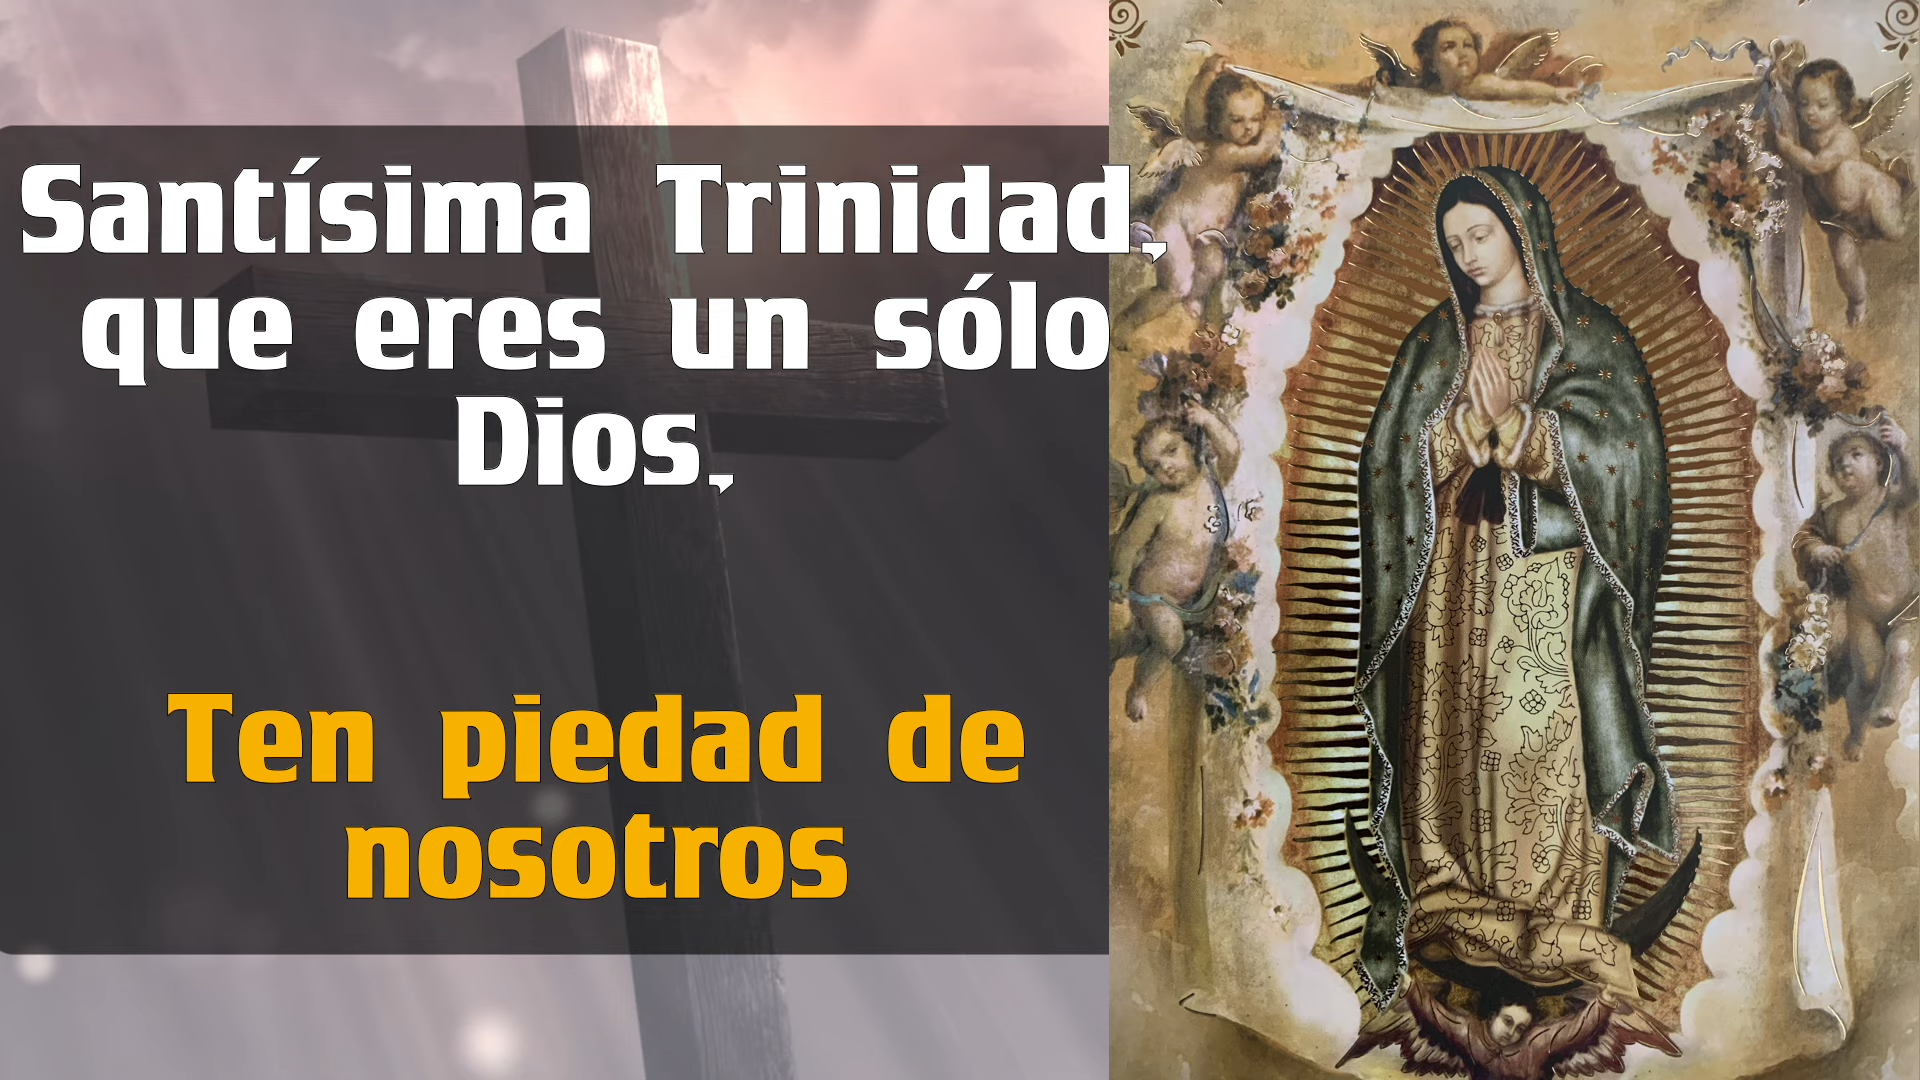 Santísima Trinidad,
que eres un sólo
Dios,
Ten piedad de
nosotros